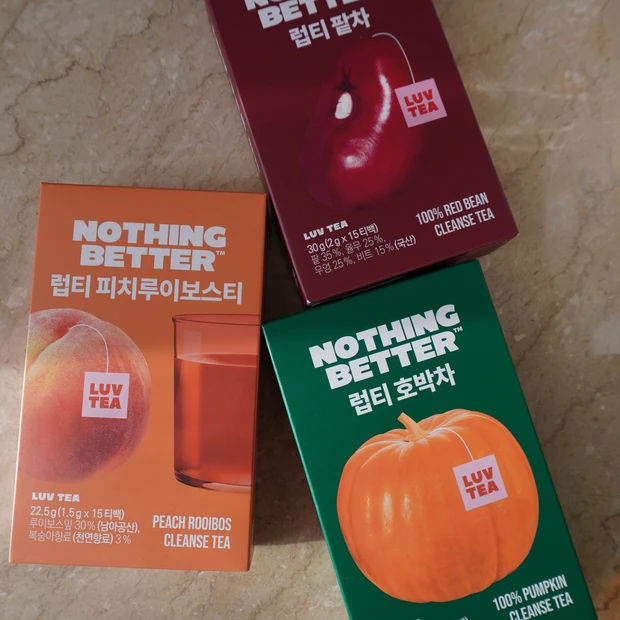 BETTER™
럽티 팥차
LUV
TEA
LUV TEA
30g(2g x 15티백)
팥 35%, 율무 25%,
우엉 25%, 비트 15% (국산)
100% RED BEAN
CLEANSE TEA
NOTHING
BETTER™
럽티 피치루이보스티
LUV
TEA
LUV TEA
22.5g(1.5g x 15티백)
루이보스잎 30% (남아공산),
복숭아향료(천연향료) 3%
PEACH ROOIBOS
CLEANSE TEA
NOTHING
BETTER™
럽티 호박차
LUV
TEA
100% PUMPKIN
CLEANSE TEA